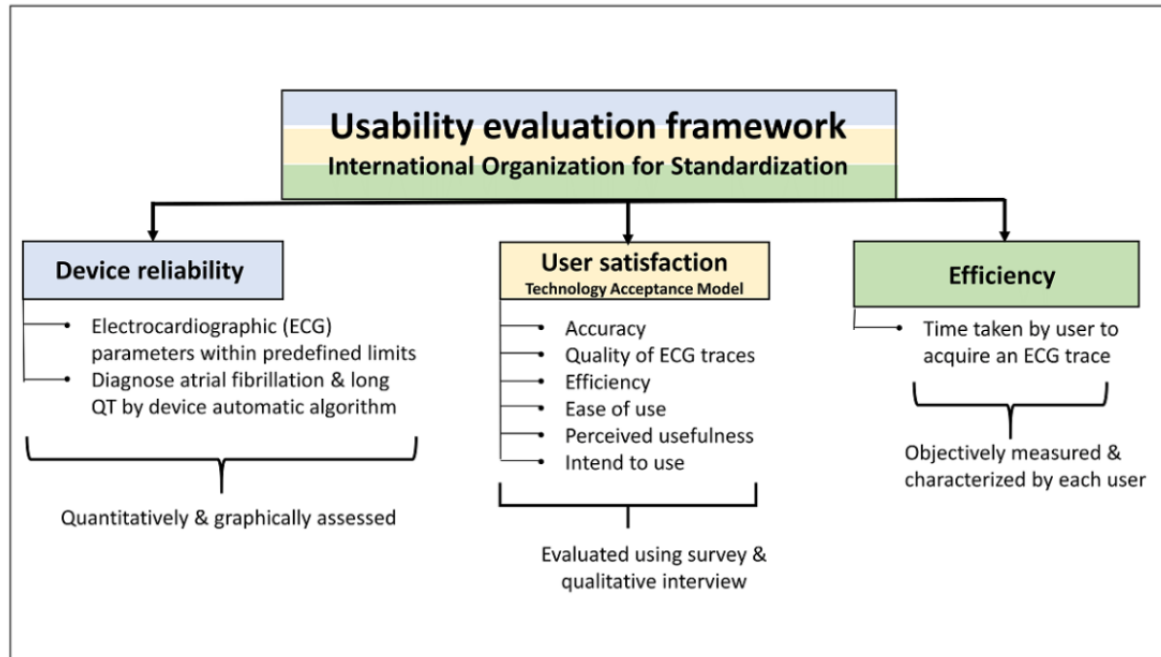 Usability evaluation framework
International Organization for Standardization
Device reliability
Electrocardiographic (ECG)
parameters within predefined limits
Diagnose atrial fibrillation & long
QT by device automatic algorithm
Quantitatively & graphically assessed
User satisfaction
Technology Acceptance Model
Accuracy
Quality of ECG traces
Efficiency
Ease of use
Perceived usefulness
Intend to use
Evaluated using survey &
qualitative interview
Efficiency
Time taken by user to
acquire an ECG trace
Objectively measured &
characterized by each user